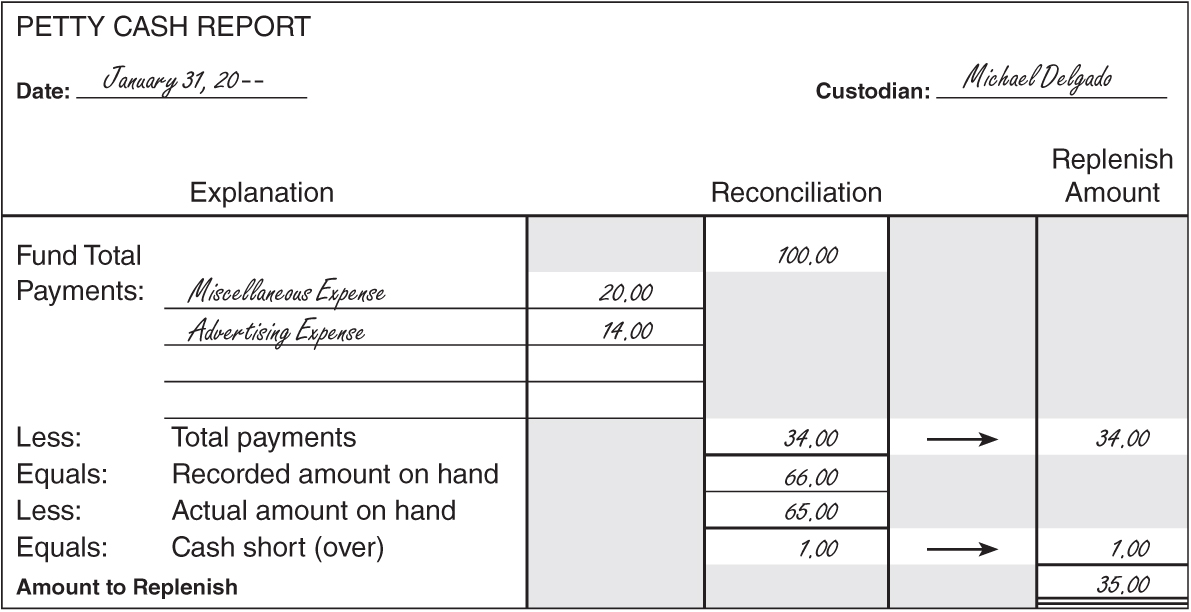 PETTY CASH REPORT
Date: January 31, 20-- Custodian: Michael Delgado
Explanation Reconciliation Replenish Amount
Fund Total 100.00
Payments: Miscellaneous Expense 20.00
Advertising Expense 14.00
Less: Total payments 34.00 → 34.00
Equals: Recorded amount on hand 66.00
Less: Actual amount on hand 65.00
Equals: Cash short (over) 1.00 → 1.00
Amount to Replenish 35.00